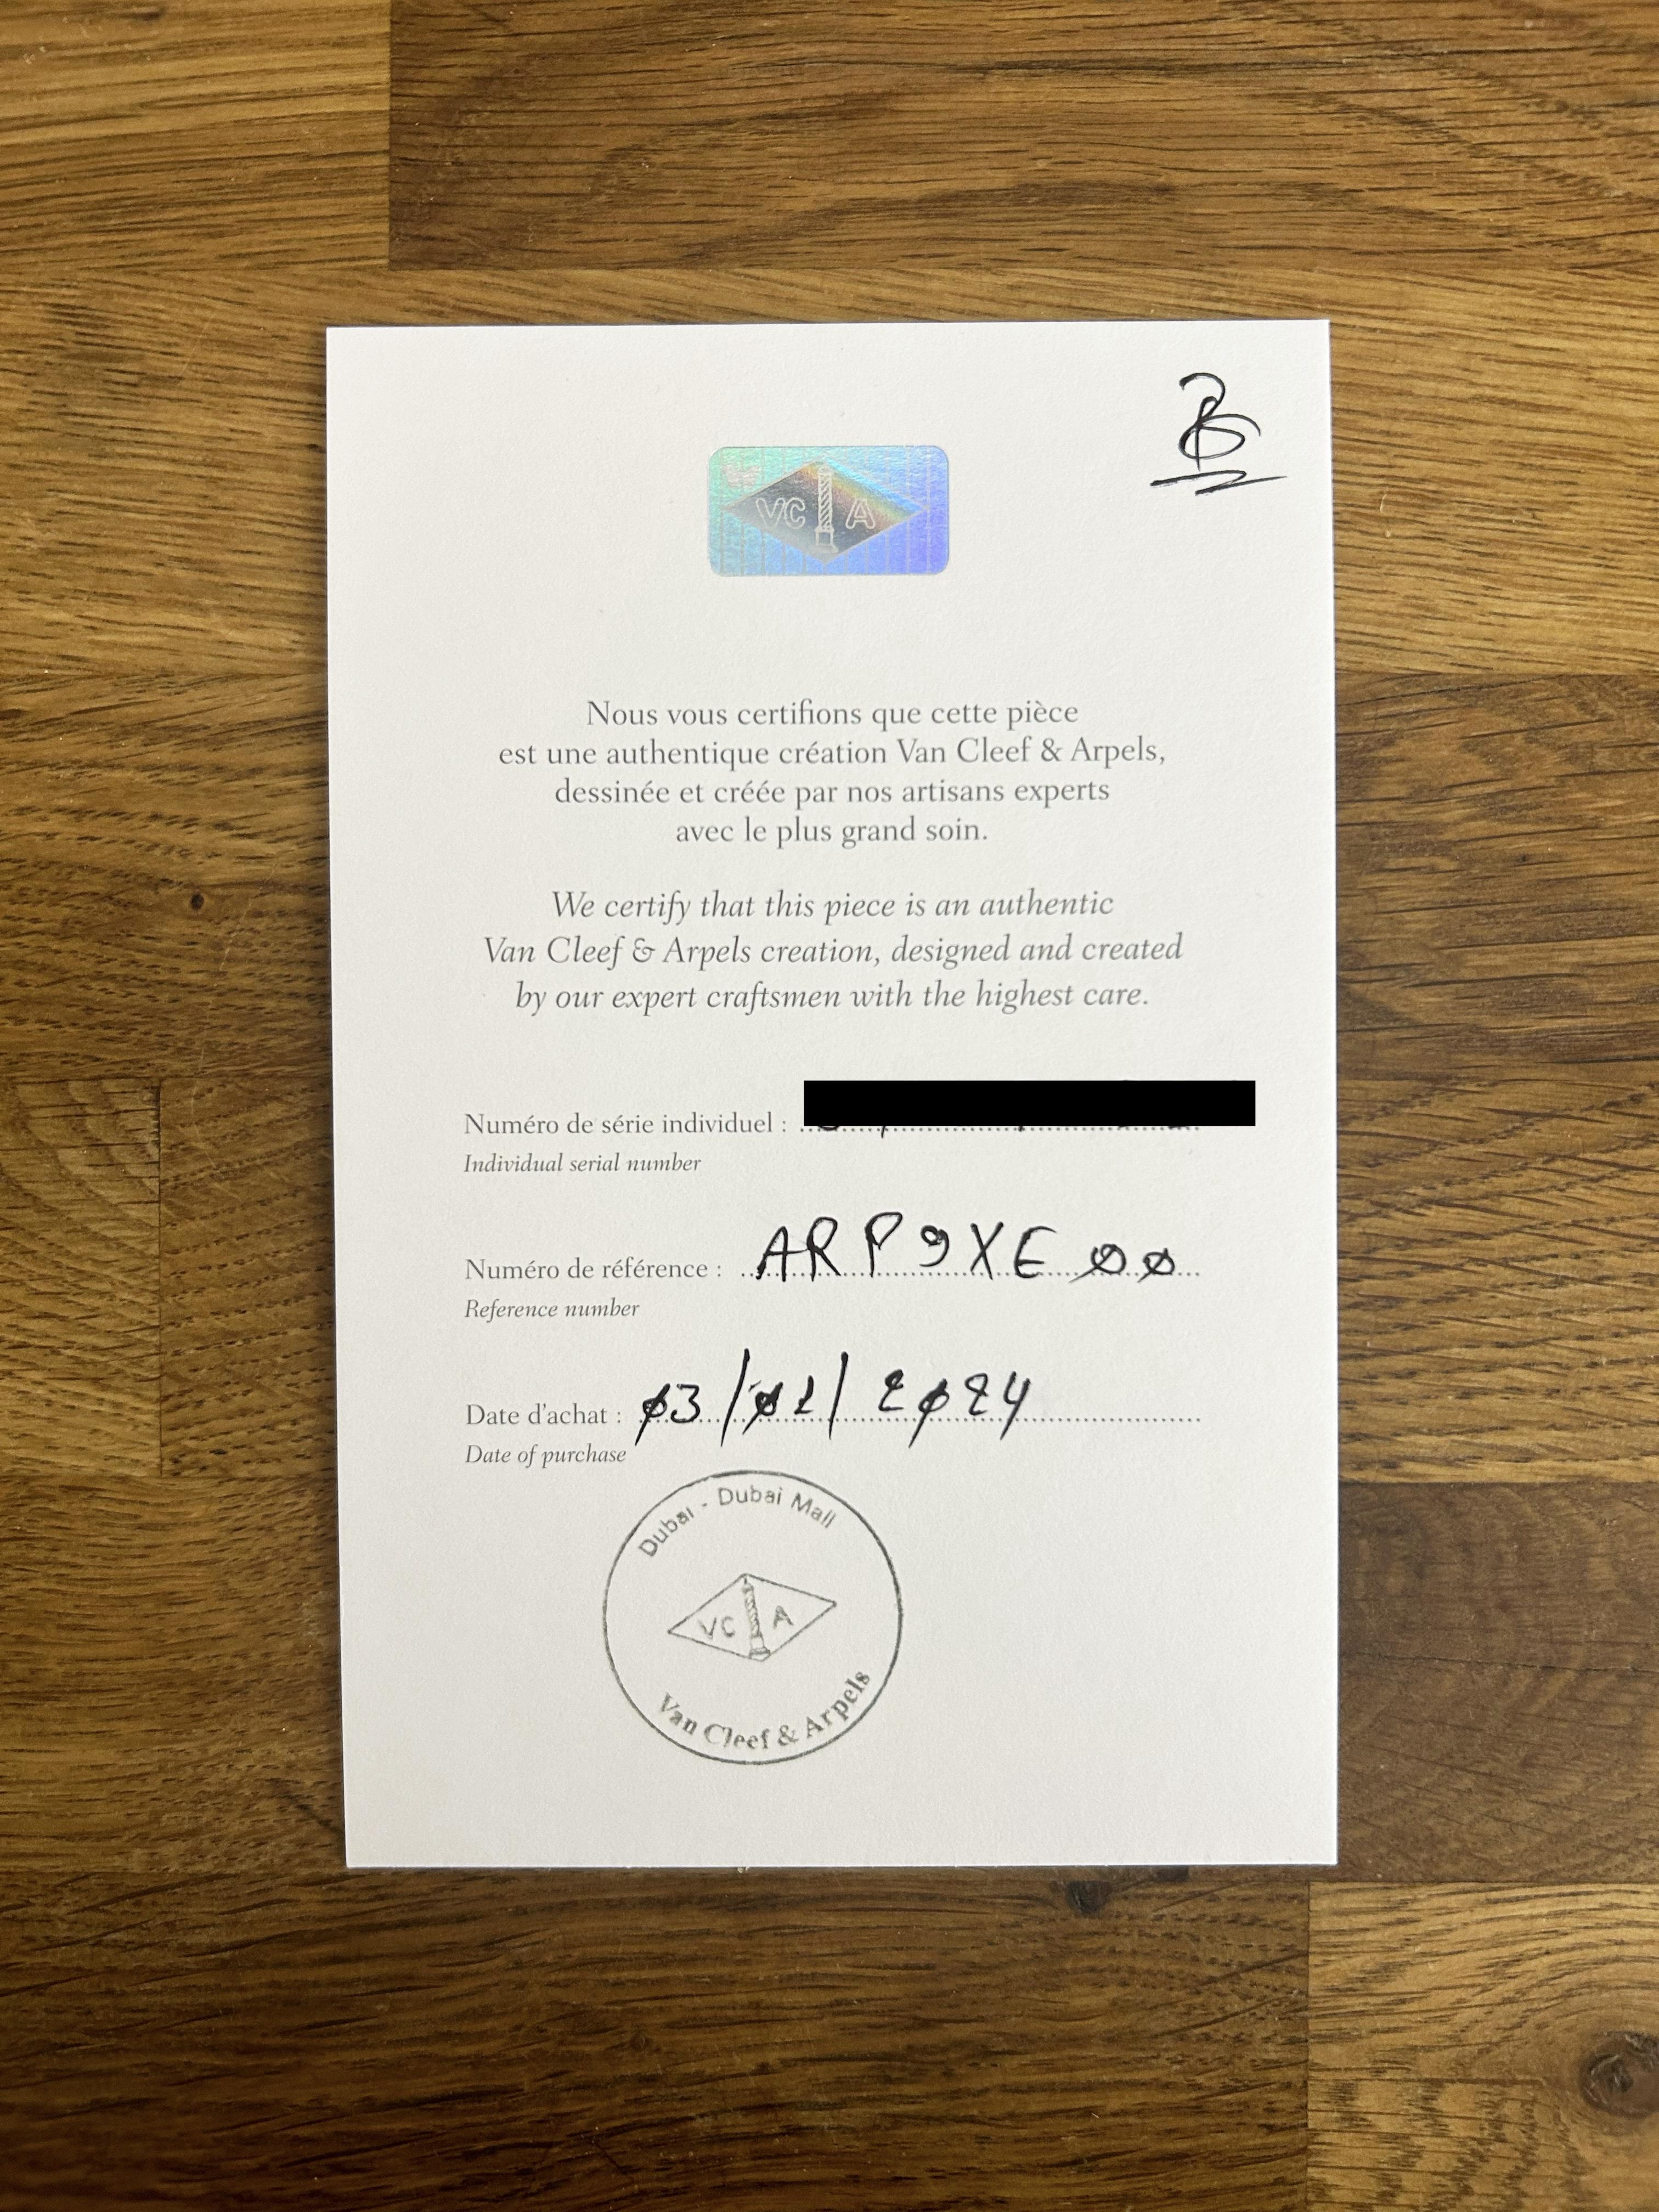 VC A
Nous vous certifions que cette pièce
est une authentique création Van Cleef & Arpels,
dessinée et créée par nos artisans experts
avec le plus grand soin.
We certify that this piece is an authentic
Van Cleef & Arpels creation, designed and created
by our expert craftsmen with the highest care.
Numéro de série individuel :
Individual serial number
Numéro de référence : ARP9XE00
Reference number
Date d'achat : 03/02/2024
Date of purchase
Dubai - Dubai Mall
VC A
Van Cleef & Arpels